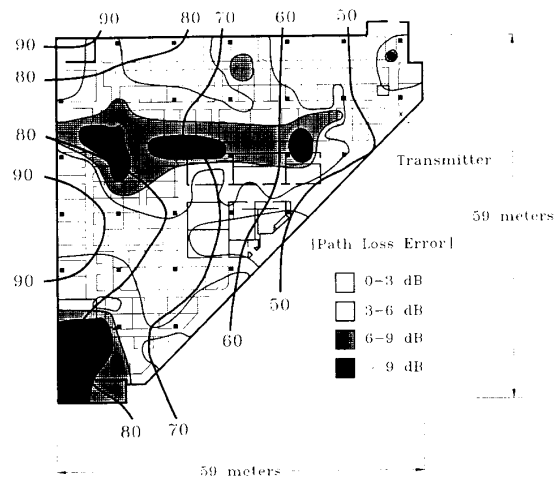 90 80 70 60 50
90
80
80
90
90
Transmitter
59 meters
|Path Loss Error|
0-3 dB
3-6 dB
6-9 dB
9 dB
50
60
80 70
59 meters